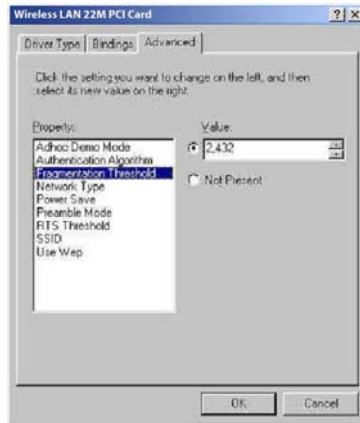 Wireless LAN 22M PCI Card
Driver Type
Bindings
Advanced
Click the setting you want to change on the left, and then
select its new value on the right.
Property:
Value:
Adhoc Demo Mode
2,432
Authentication Algorithm
Fragmentation Threshold
Not Present
Network Type
Power Save
Preamble Mode
RTS Threshold
SSID
Use Wep
OK
Cancel